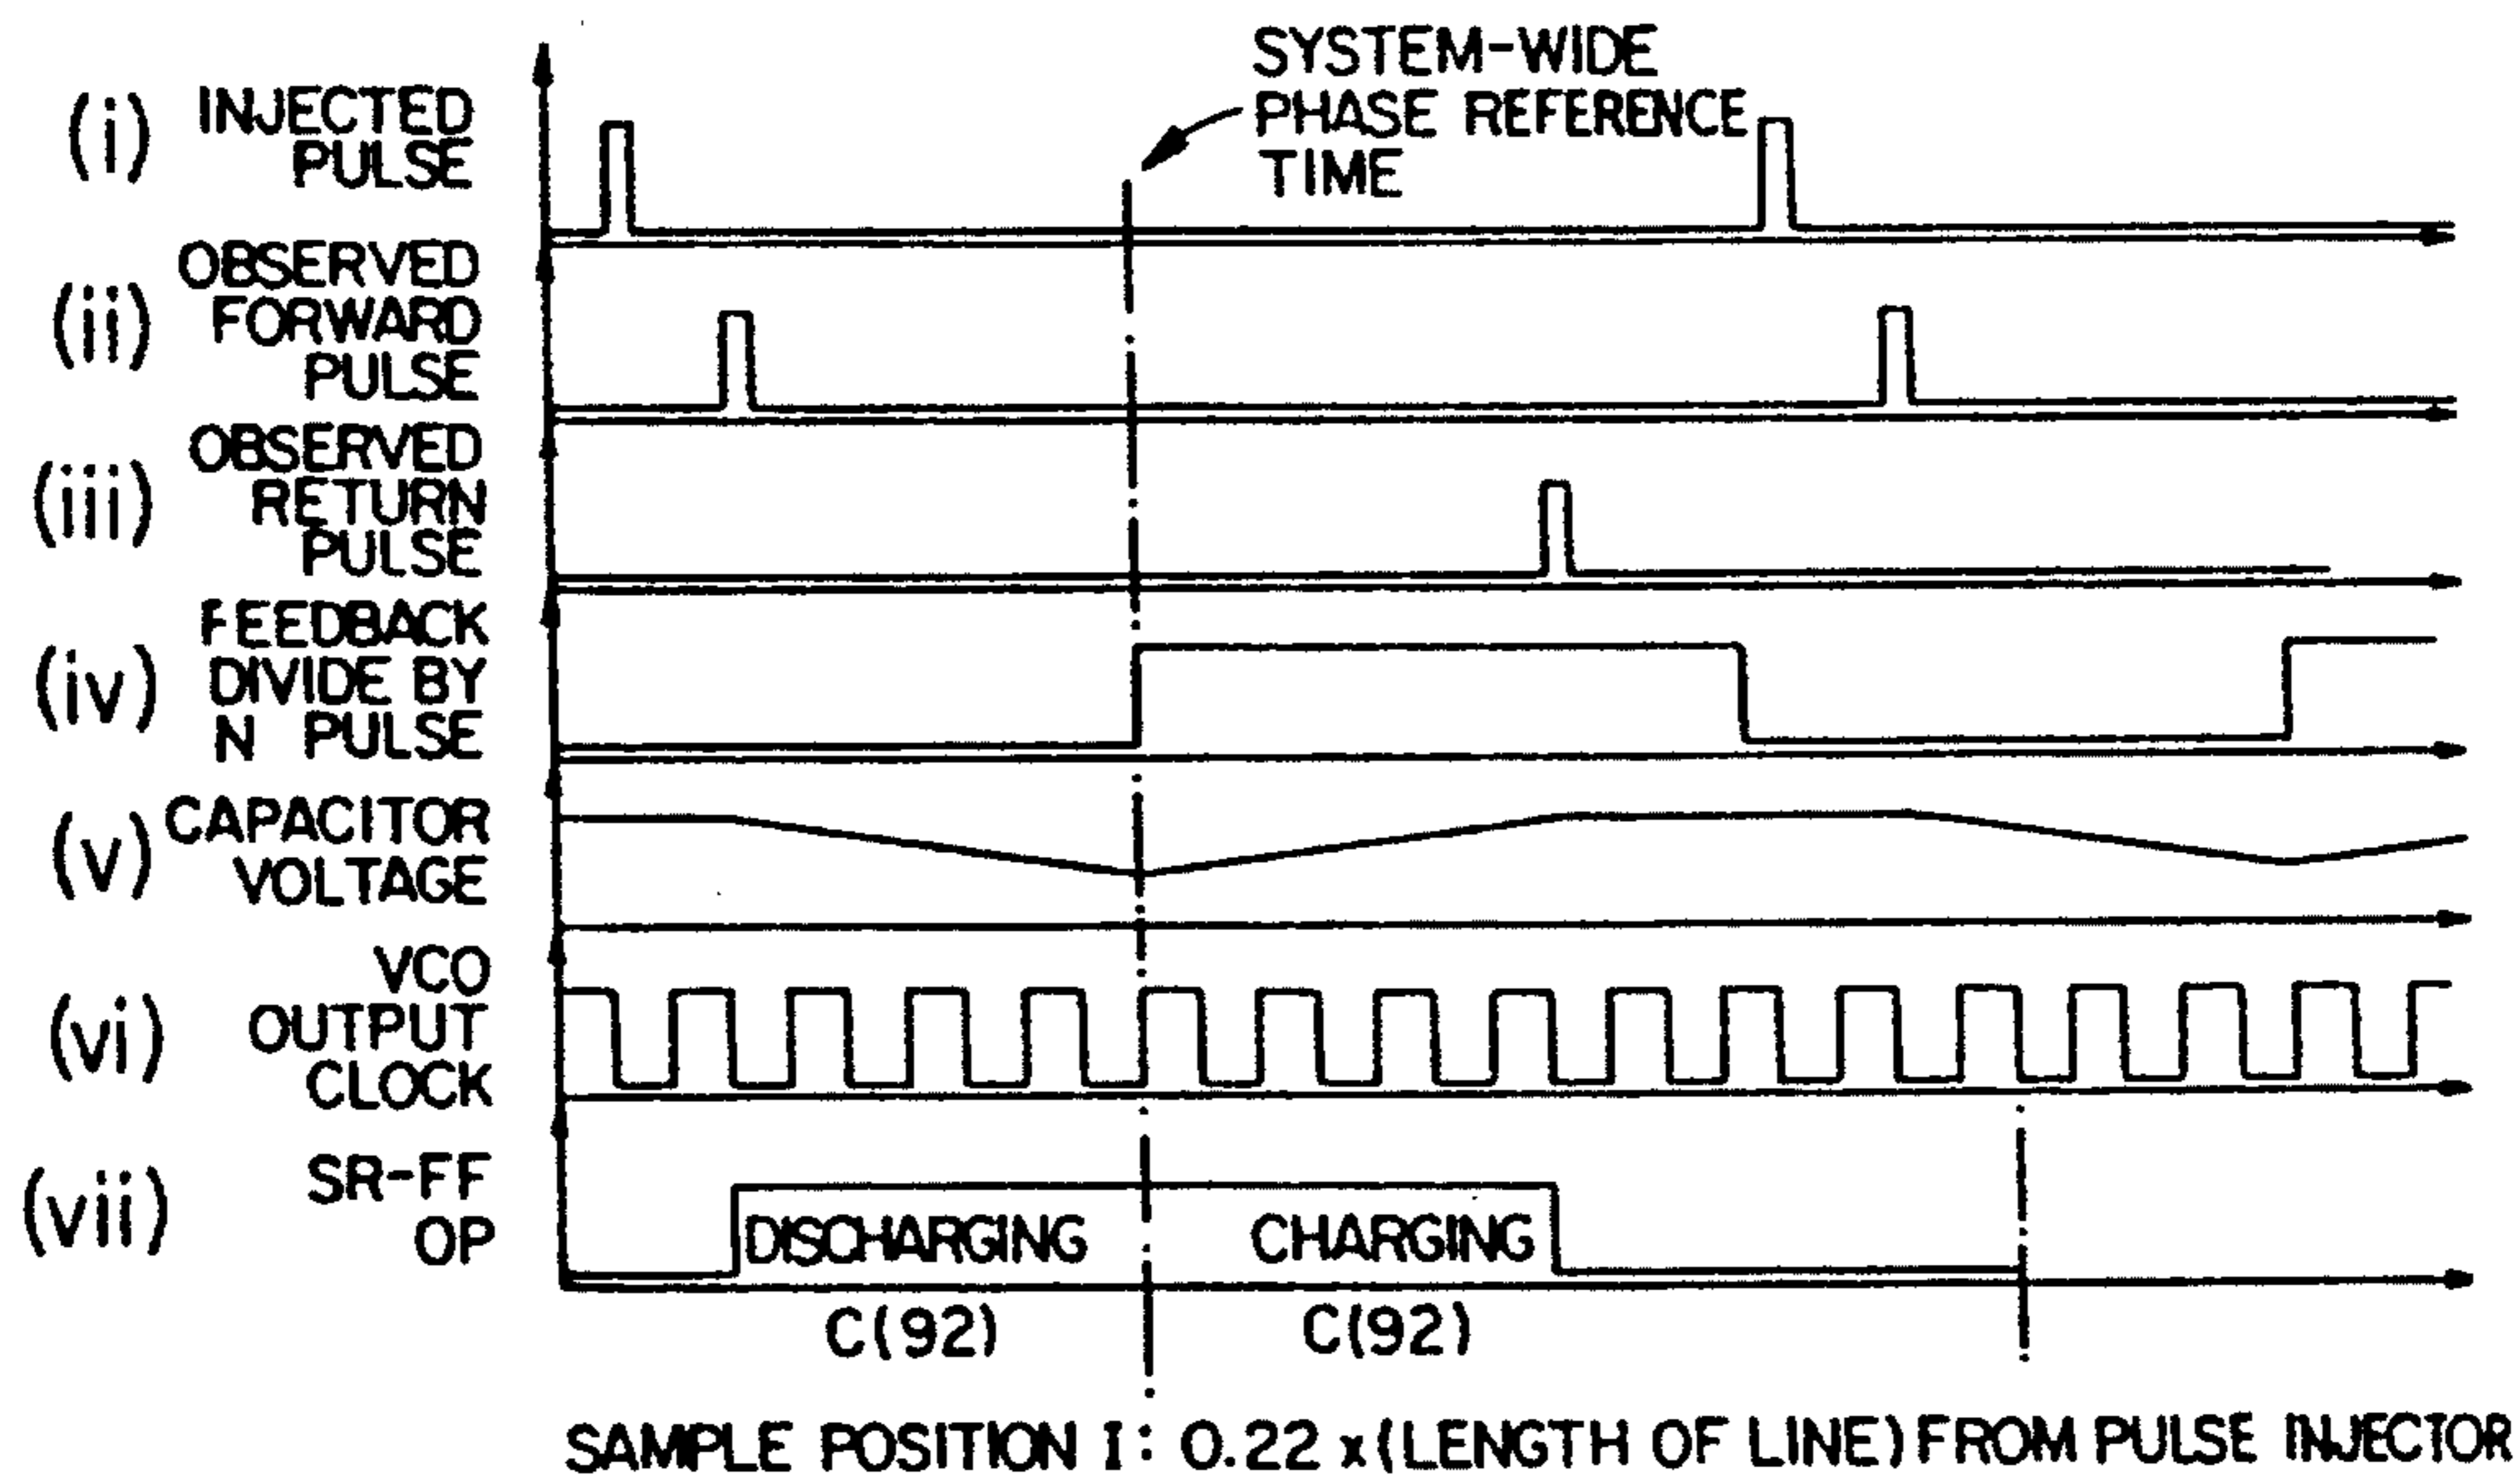 SYSTEM-WIDE
PHASE REFERENCE
TIME
(i) INJECTED
PULSE
(ii) OBSERVED
FORWARD
PULSE
(iii) OBSERVED
RETURN
PULSE
(iv) FEEDBACK
DIVIDE BY
N PULSE
(v) CAPACITOR
VOLTAGE
(vi) VCO
OUTPUT
CLOCK
(vii) SR-FF
OP
DISCHARGING
CHARGING
C(92)
C(92)
SAMPLE POSITION I: 0.22 x (LENGTH OF LINE) FROM PULSE INJECTOR